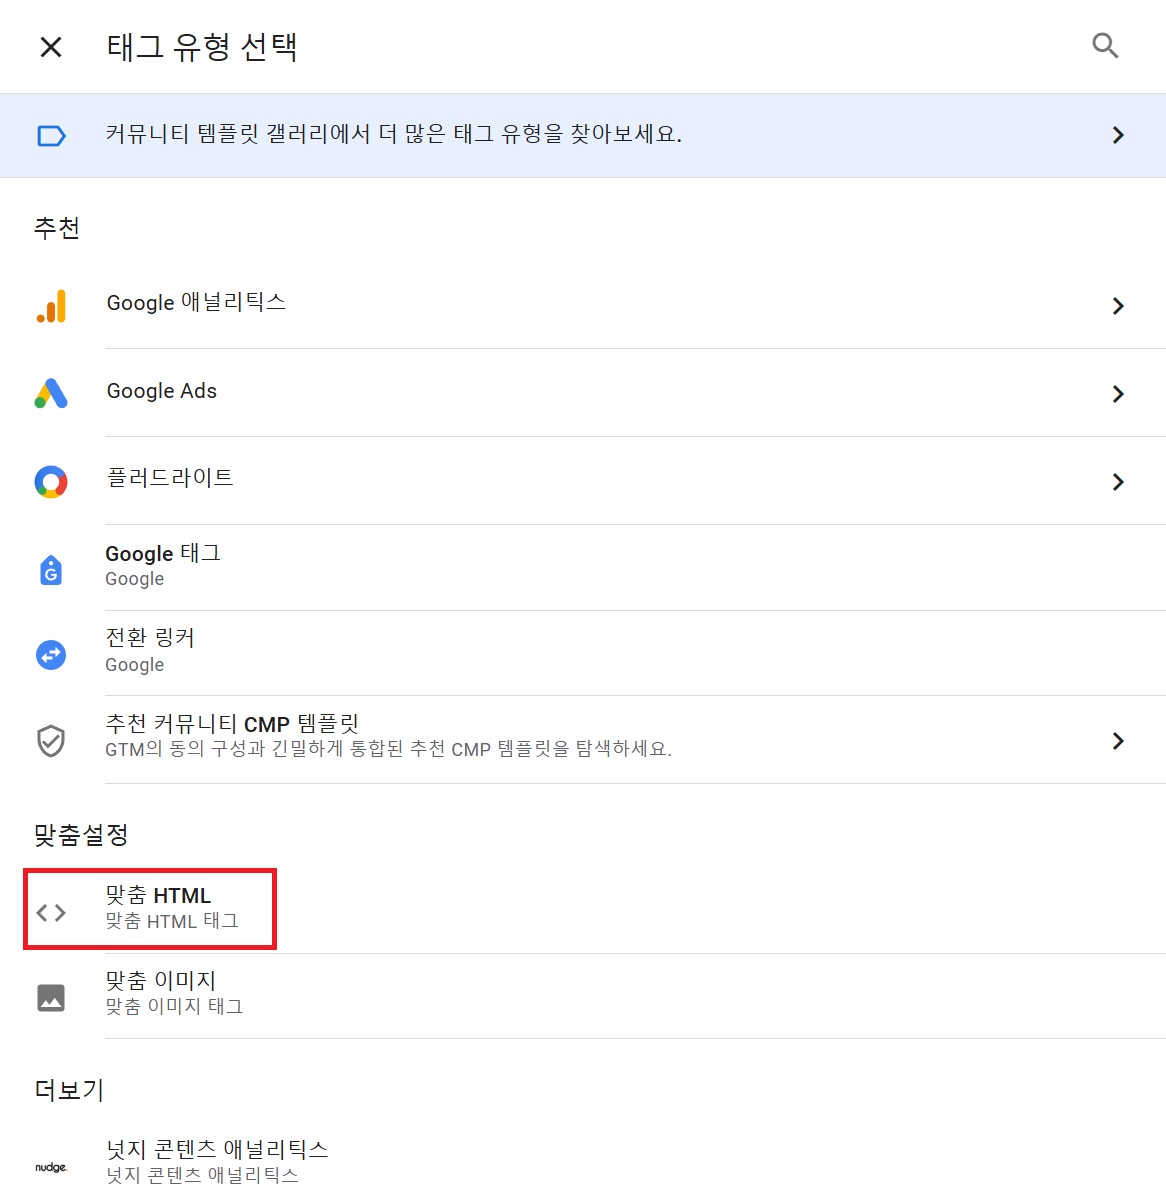 태그 유형 선택
커뮤니티 템플릿 갤러리에서 더 많은 태그 유형을 찾아보세요.
추천
Google 애널리틱스
Google Ads
플러드라이트
Google 태그
Google
전환 링커
Google
추천 커뮤니티 CMP 템플릿
GTM의 동의 구성과 긴밀하게 통합된 추천 CMP 템플릿을 탐색하세요.
맞춤설정
맞춤 HTML
맞춤 HTML 태그
맞춤 이미지
맞춤 이미지 태그
더보기
nudge
넛지 콘텐츠 애널리틱스
넛지 콘텐츠 애널리틱스